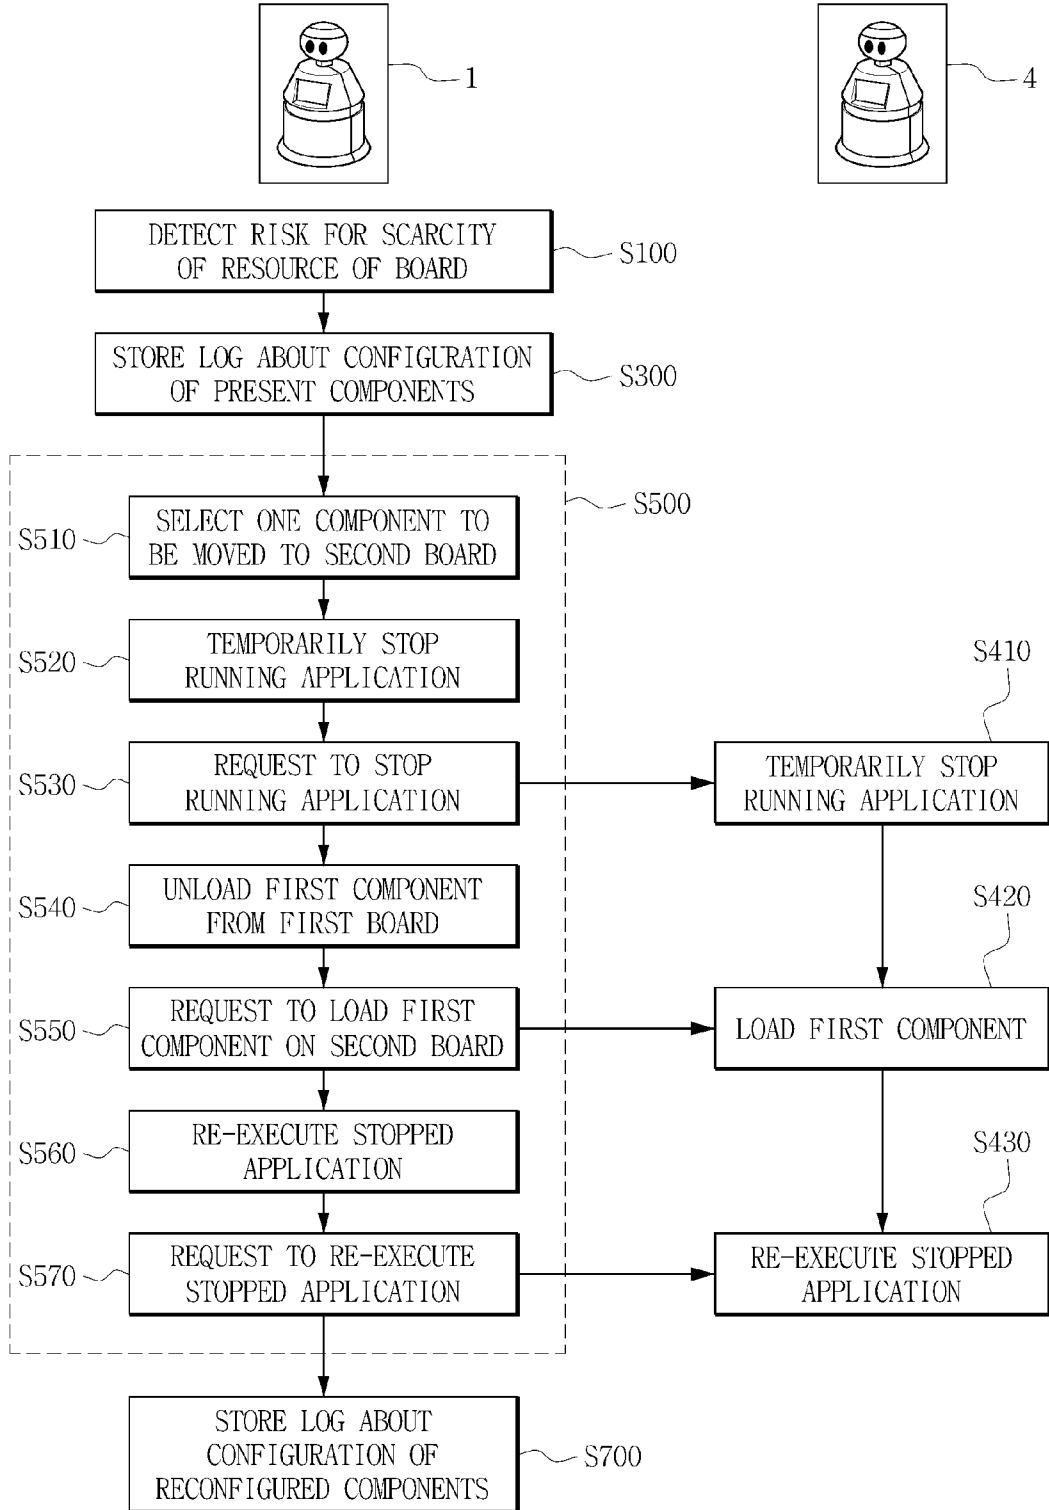 1
4
DETECT RISK FOR SCARCITY
OF RESOURCE OF BOARD
S100
STORE LOG ABOUT CONFIGURATION
OF PRESENT COMPONENTS
S300
S500
S510
SELECT ONE COMPONENT TO
BE MOVED TO SECOND BOARD
S520
TEMPORARILY STOP
RUNNING APPLICATION
S530
REQUEST TO STOP
RUNNING APPLICATION
S410
TEMPORARILY STOP
RUNNING APPLICATION
S540
UNLOAD FIRST COMPONENT
FROM FIRST BOARD
S420
S550
REQUEST TO LOAD FIRST
COMPONENT ON SECOND BOARD
LOAD FIRST COMPONENT
S560
RE-EXECUTE STOPPED
APPLICATION
S430
S570
REQUEST TO RE-EXECUTE
STOPPED APPLICATION
RE-EXECUTE STOPPED
APPLICATION
STORE LOG ABOUT
CONFIGURATION OF
RECONFIGURED COMPONENTS
S700